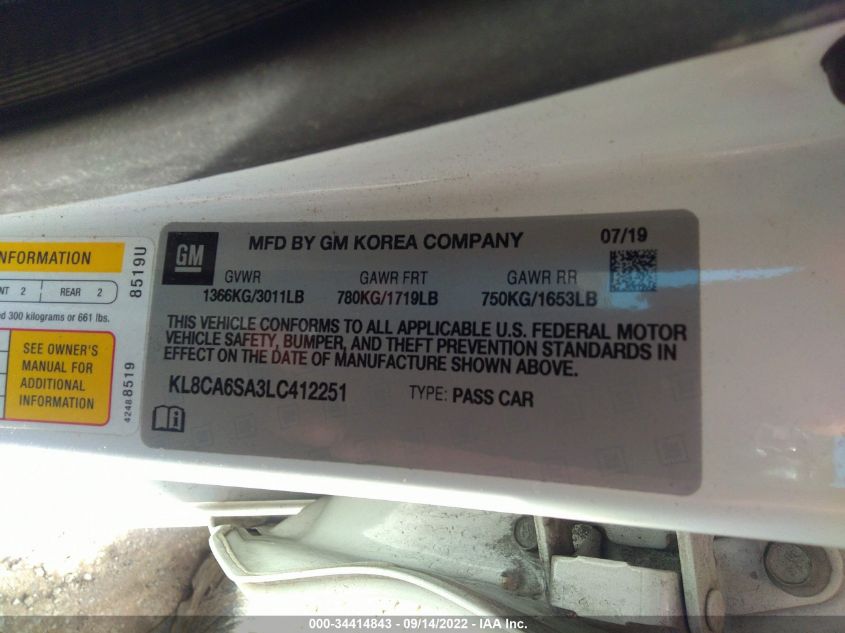 NFORMATION
NT 2 REAR 2
ed 300 kilograms or 661 lbs.
SEE OWNER'S
MANUAL FOR
ADDITIONAL
INFORMATION
8519U
42488519
GM
MFD BY GM KOREA COMPANY
07/19
GVWR GAWR FRT GAWR RR
1366KG/3011LB 780KG/1719LB 750KG/1653LB
THIS VEHICLE CONFORMS TO ALL APPLICABLE U.S. FEDERAL MOTOR
VEHICLE SAFETY, BUMPER, AND THEFT PREVENTION STANDARDS IN
EFFECT ON THE DATE OF MANUFACTURE SHOWN ABOVE.
KL8CA6SA3LC412251 TYPE: PASS CAR
000-34414843 - 09/14/2022 - IAA Inc.